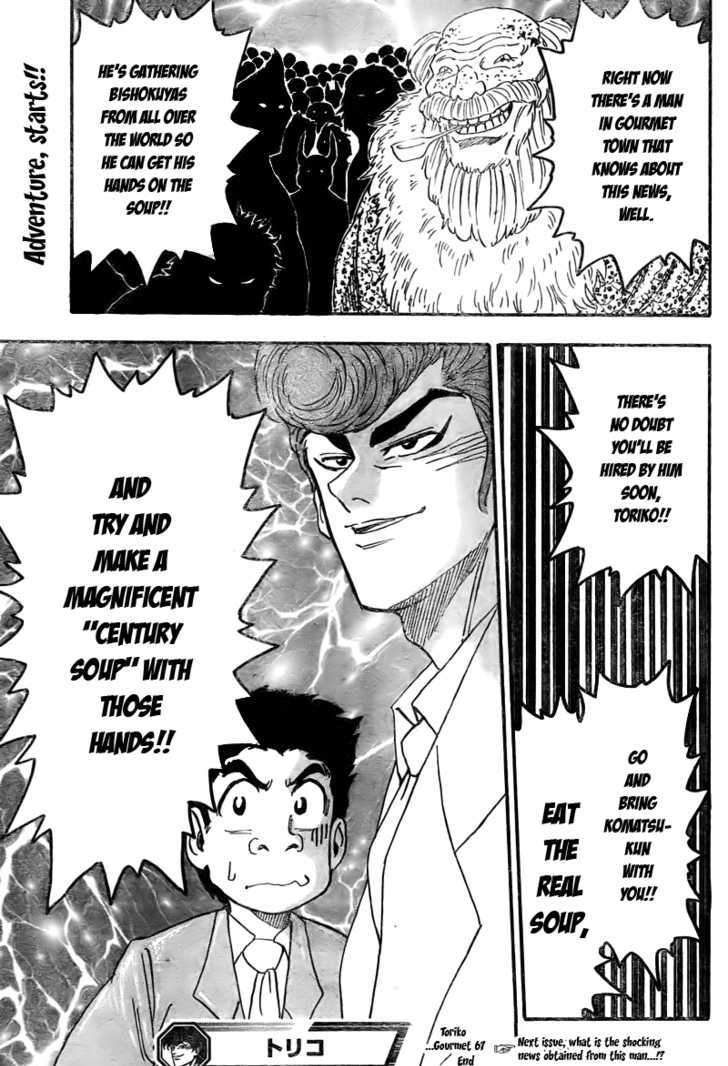 RIGHT NOW
THERE'S A MAN
IN GOURMET
TOWN THAT
KNOWS ABOUT
THIS NEWS,
WELL.
HE'S GATHERING
BISHOKUYAS
FROM ALL OVER
THE WORLD SO
HE CAN GET HIS
HANDS ON THE
SOUP!!
Adventure, starts!!
THERE'S
NO DOUBT
YOU'LL BE
HIRED BY HIM
SOON,
TORIKO!!
GO
AND
BRING
KOMATSU-
KUN
WITH
YOU!!
EAT
THE
REAL
SOUP,
AND
TRY AND
MAKE A
MAGNIFICENT
"CENTURY
SOUP" WITH
THOSE
HANDS!!
トリコ
Toriko
...Gourmet 67
End
Next issue, what is the shocking
news obtained from this man...!?